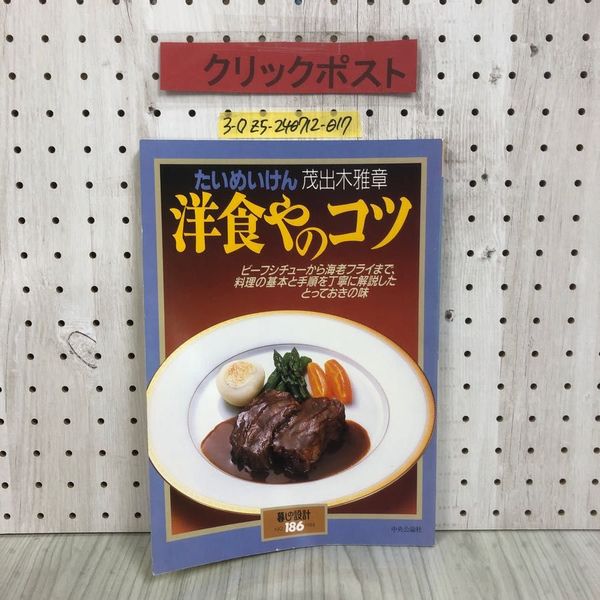 クリックポスト
3-O Z5-240712-017
たいめいけん 茂出木雅章
洋食やのコツ
ビーフシチューから海老フライまで、
料理の基本と手順を丁寧に解説した
とっておきの味
暮しの設計
186
中央公論社